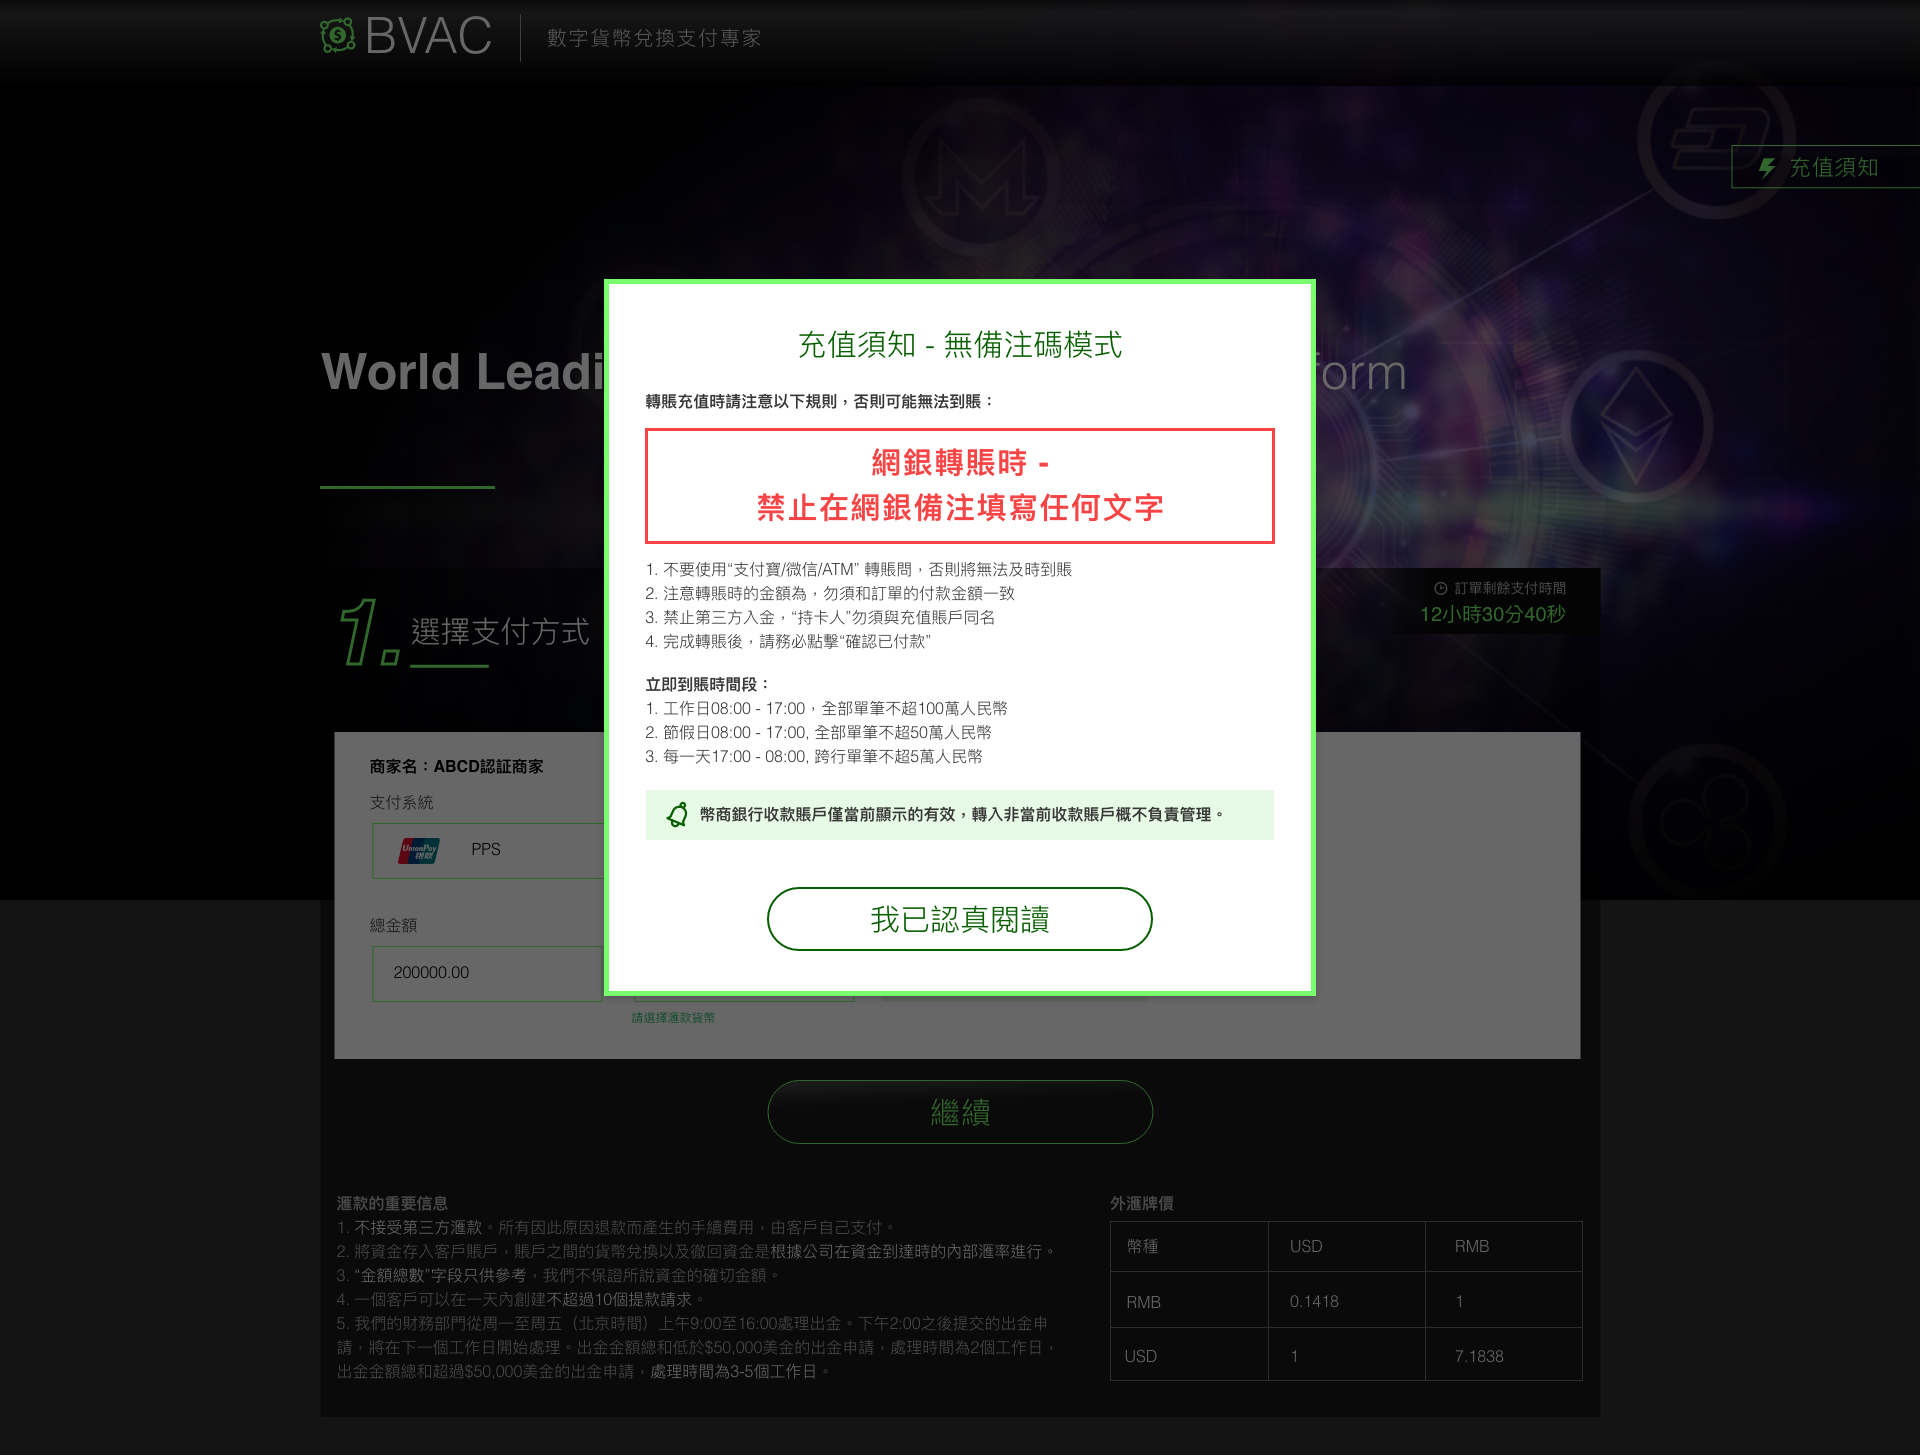 BVAC
數字貨幣兌換支付專家
充值須知
World Leadi
form
充值須知 - 無備注碼模式
轉賬充值時請注意以下規則，否則可能無法到賬：
網銀轉賬時 -
禁止在網銀備注填寫任何文字
1. 不要使用“支付寶/微信/ATM” 轉賬問，否則將無法及時到賬
2. 注意轉賬時的金額為，勿須和訂單的付款金額一致
3. 禁止第三方入金，“持卡人”勿須與充值賬戶同名
4. 完成轉賬後，請務必點擊“確認已付款”
立即到賬時間段：
1. 工作日08:00 - 17:00，全部單筆不超100萬人民幣
2. 節假日08:00 - 17:00, 全部單筆不超50萬人民幣
3. 每一天17:00 - 08:00, 跨行單筆不超5萬人民幣
幣商銀行收款賬戶僅當前顯示的有效，轉入非當前收款賬戶概不負責管理。
我已認真閱讀
1.
選擇支付方式
訂單剩餘支付時間
12小時30分40秒
商家名：ABCD認証商家
支付系統
UnionPay
银联
PPS
總金額
200000.00
請選擇滙款貨幣
繼續
滙款的重要信息
1. 不接受第三方滙款。所有因此原因退款而產生的手續費用，由客戶自己支付。
2. 將資金存入客戶賬戶，賬戶之間的貨幣兌換以及徹回資金是根據公司在資金到達時的內部滙率進行。
3. “金額總數”字段只供參考，我們不保證所說資金的確切金額。
4. 一個客戶可以在一天內創建不超過10個提款請求。
5. 我們的財務部門從周一至周五（北京時間）上午9:00至16:00處理出金。下午2:00之後提交的出金申
請，將在下一個工作日開始處理。出金金額總和低於$50,000美金的出金申請，處理時間為2個工作日，
出金金額總和超過$50,000美金的出金申請，處理時間為3-5個工作日。
外滙牌價
幣種 USD RMB
RMB 0.1418 1
USD 1 7.1838